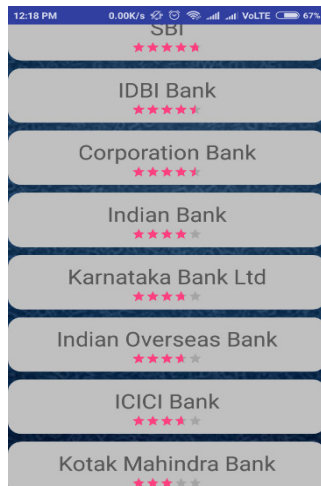 12:18 PM 0.00K/s VoLTE 67%
SBI
IDBI Bank
Corporation Bank
Indian Bank
Karnataka Bank Ltd
Indian Overseas Bank
ICICI Bank
Kotak Mahindra Bank